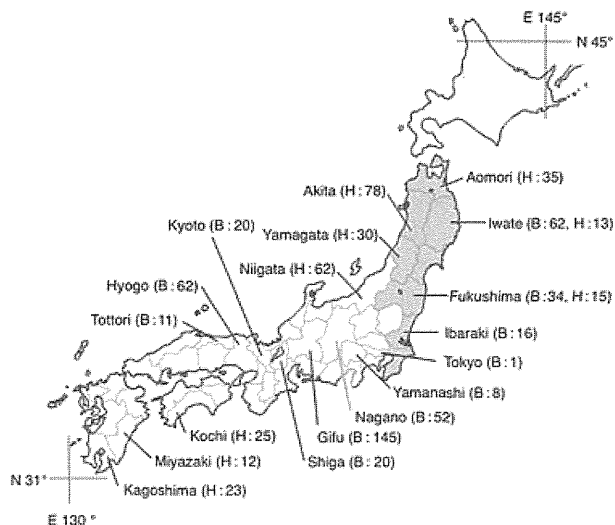 E 145°
N 45°
Aomori (H : 35)
Akita (H : 78)
Kyoto (B : 20)
Iwate (B : 62, H : 13)
Yamagata (H : 30)
Niigata (H : 62)
Hyogo (B : 62)
Fukushima (B : 34, H : 15)
Tottori (B : 11)
Ibaraki (B : 16)
Tokyo (B : 1)
Yamanashi (B : 8)
Nagano (B : 52)
Kochi (H : 25)
Gifu (B : 145)
Miyazaki (H : 12)
Shiga (B : 20)
N 31°
Kagoshima (H : 23)
E 130 °